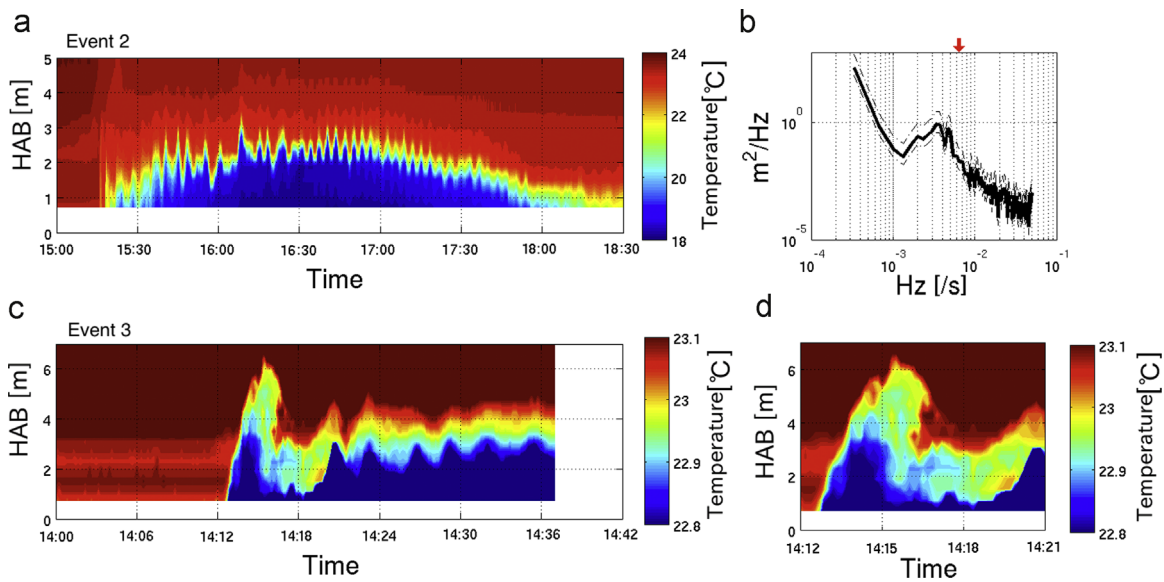 a
Event 2
HAB [m]
5
4
3
2
1
0
15:00 15:30 16:00 16:30 17:00 17:30 18:00 18:30
Time
24
22
20
18
Temperature[℃]
b
m²/Hz
10⁰
10⁻⁵
10⁻⁴ 10⁻³ 10⁻² 10⁻¹
Hz [/s]
c
Event 3
HAB [m]
6
4
2
0
14:00 14:06 14:12 14:18 14:24 14:30 14:36 14:42
Time
23.1
23
22.9
22.8
Temperature[℃]
d
HAB [m]
6
4
2
0
14:12 14:15 14:18 14:21
Time
23.1
23
22.9
22.8
Temperature[℃]